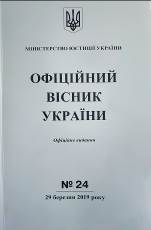 МІНІСТЕРСТВО ЮСТИЦІЇ УКРАЇНИ
ОФІЦІЙНИЙ
ВІСНИК
УКРАЇНИ
Офіційне видання
№ 24
29 березня 2019 року